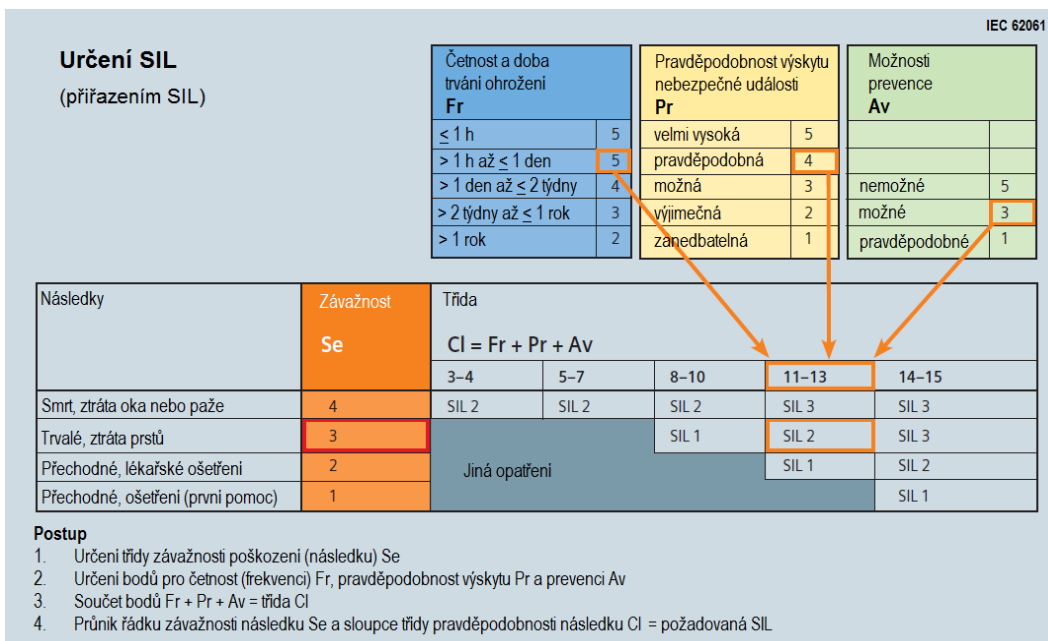 IEC 62061
Určení SIL
(přiřazením SIL)
Četnost a doba
trvání ohrožení
Fr
≤ 1 h 5
> 1 h až ≤ 1 den 5
> 1 den až ≤ 2 týdny 4
> 2 týdny až ≤ 1 rok 3
> 1 rok 2
Pravděpodobnost výskytu
nebezpečné události
Pr
velmi vysoká 5
pravděpodobná 4
možná 3
výjimečná 2
zanedbatelná 1
Možnosti
prevence
Av
nemožné 5
možné 3
pravděpodobné 1
Následky Závažnost Třída
Se Cl = Fr + Pr + Av
3–4 5–7 8–10 11–13 14–15
Smrt, ztráta oka nebo paže 4 SIL 2 SIL 2 SIL 2 SIL 3 SIL 3
Trvalé, ztráta prstů 3 SIL 1 SIL 2 SIL 3
Přechodné, lékařské ošetření 2 Jiná opatření SIL 1 SIL 2
Přechodné, ošetření (první pomoc) 1 SIL 1
Postup
1. Určení třídy závažnosti poškození (následku) Se
2. Určení bodů pro četnost (frekvenci) Fr, pravděpodobnost výskytu Pr a prevenci Av
3. Součet bodů Fr + Pr + Av = třída Cl
4. Průnik řádku závažnosti následku Se a sloupce třídy pravděpodobnosti následku Cl = požadovaná SIL